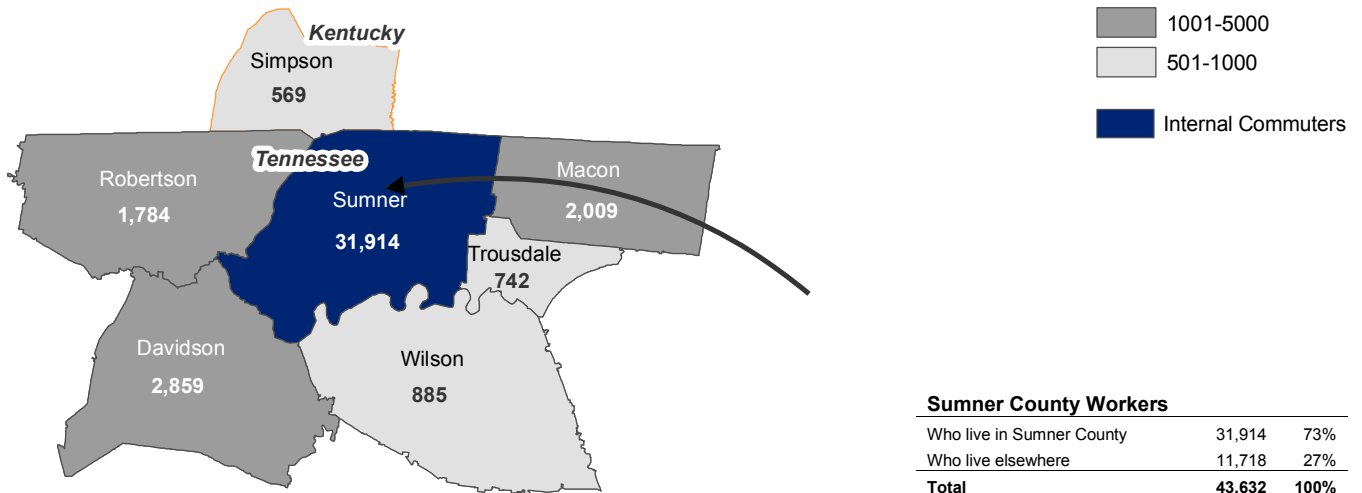 Kentucky
Simpson
569
Tennessee
Robertson
1,784
Sumner
31,914
Macon
2,009
Trousdale
742
Davidson
2,859
Wilson
885
1001-5000
501-1000
Internal Commuters
Sumner County Workers
Who live in Sumner County 31,914 73%
Who live elsewhere 11,718 27%
Total 43,632 100%